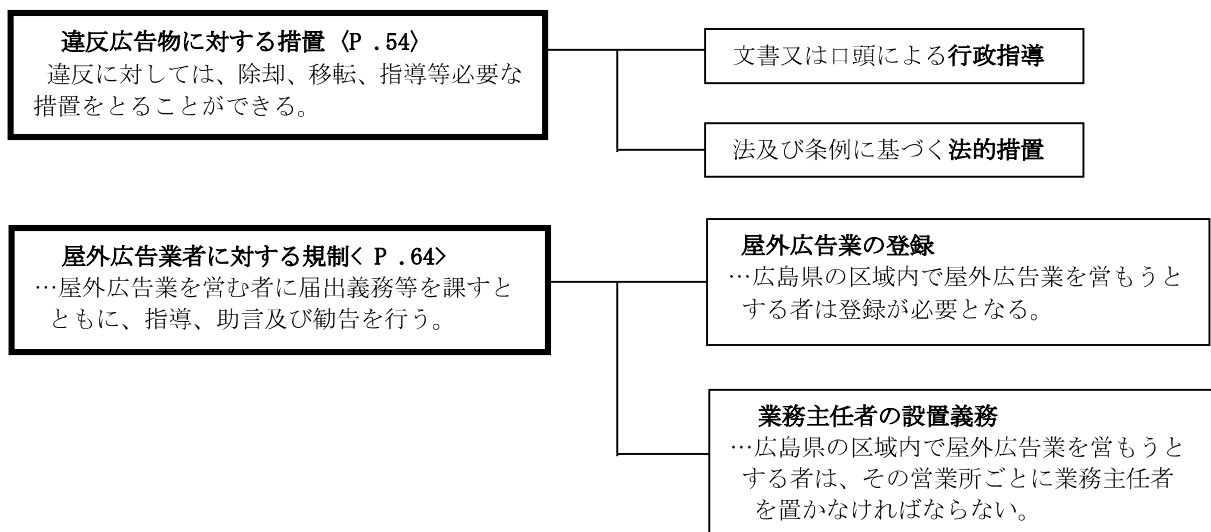 違反広告物に対する措置〈P.54〉
違反に対しては、除却、移転、指導等必要な
措置をとることができる。
文書又は口頭による行政指導
法及び条例に基づく法的措置
屋外広告業者に対する規制< P.64>
…屋外広告業を営む者に届出義務等を課すと
ともに、指導、助言及び勧告を行う。
屋外広告業の登録
…広島県の区域内で屋外広告業を営もうと
する者は登録が必要となる。
業務主任者の設置義務
…広島県の区域内で屋外広告業を営もうと
する者は、その営業所ごとに業務主任者
を置かなければならない。